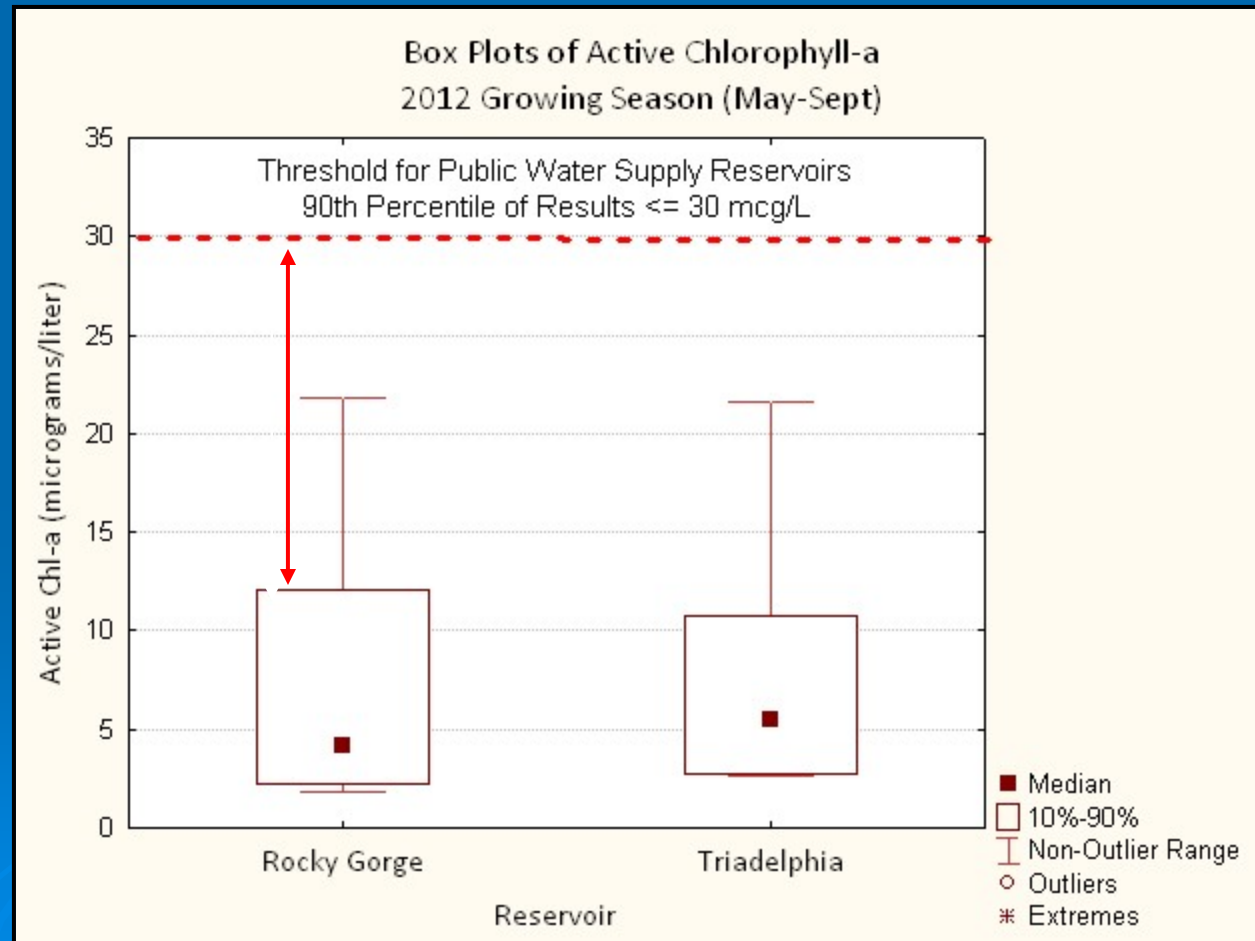 Box Plots of Active Chlorophyll-a
2012 Growing Season (May-Sept)
Threshold for Public Water Supply Reservoirs
90th Percentile of Results <= 30 mcg/L
35
30
25
20
15
10
5
0
Active Chl-a (micrograms/liter)
Rocky Gorge
Triadelphia
Reservoir
Median
10%-90%
Non-Outlier Range
Outliers
Extremes